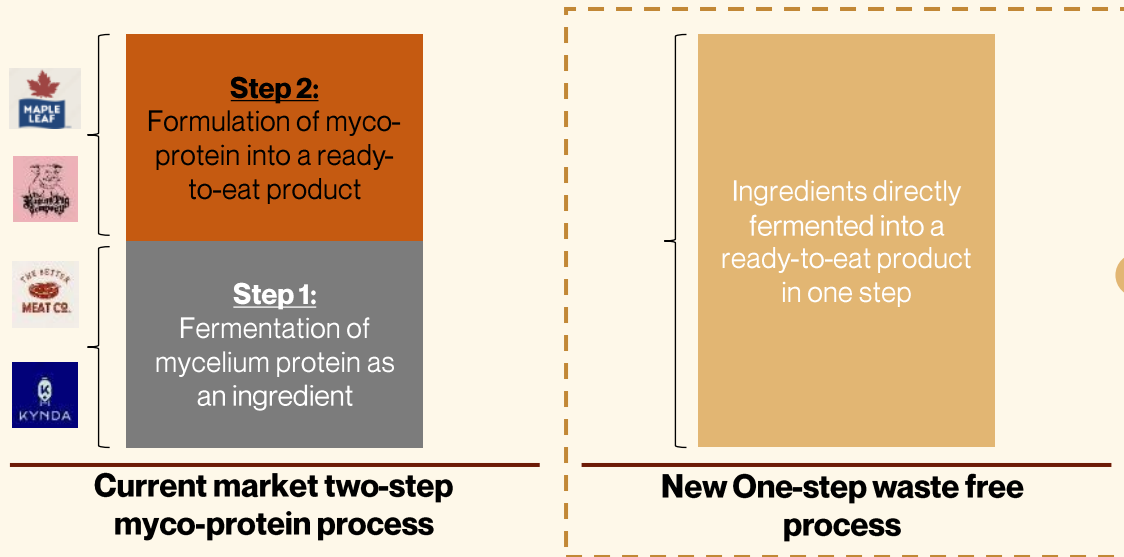 MAPLE
LEAF
THE BETTER
MEAT CO.
KYNDA
Step 2:
Formulation of myco-
protein into a ready-
to-eat product
Step 1:
Fermentation of
mycelium protein as
an ingredient
Current market two-step
myco-protein process
Ingredients directly
fermented into a
ready-to-eat product
in one step
New One-step waste free
process